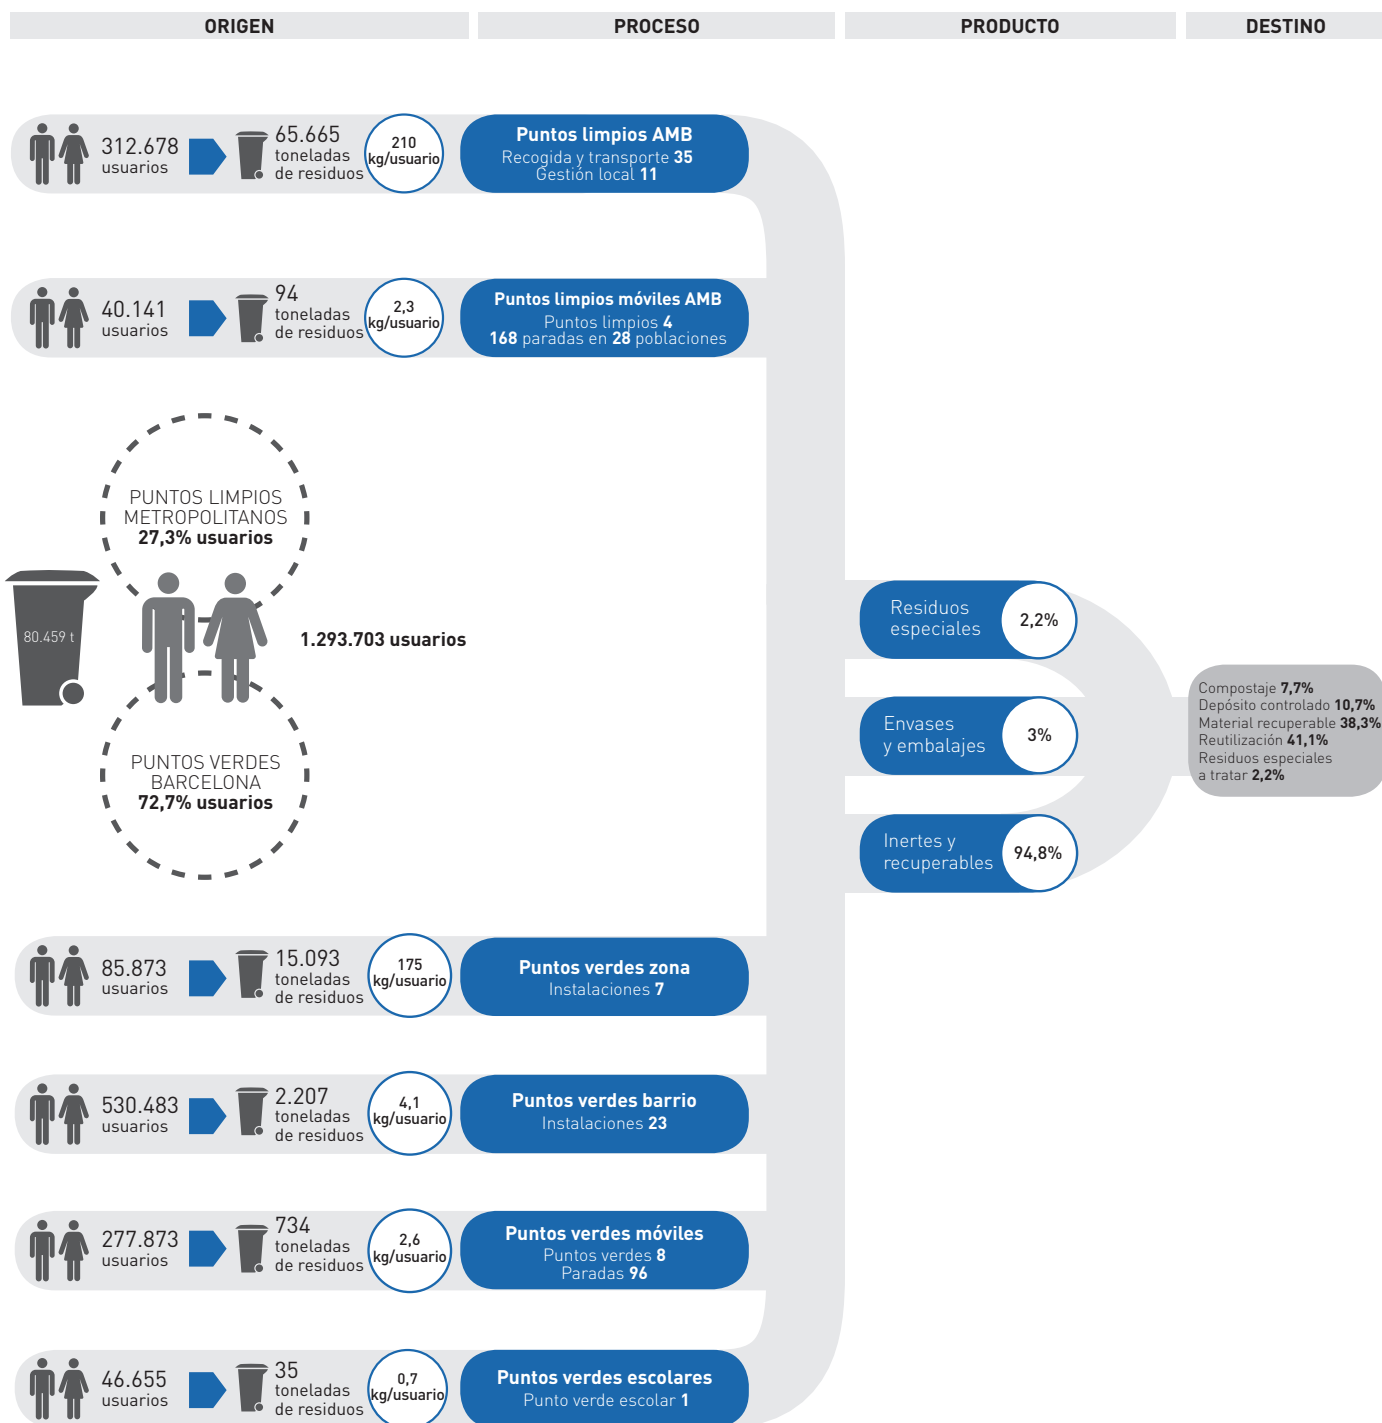 ORIGEN
PROCESO
PRODUCTO
DESTINO
312.678
usuarios
65.665
toneladas
de residuos
210
kg/usuario
Puntos limpios AMB
Recogida y transporte 35
Gestión local 11
40.141
usuarios
94
toneladas
de residuos
2,3
kg/usuario
Puntos limpios móviles AMB
Puntos limpios 4
168 paradas en 28 poblaciones
PUNTOS LIMPIOS
METROPOLITANOS
27,3% usuarios
80.459 t
1.293.703 usuarios
PUNTOS VERDES
BARCELONA
72,7% usuarios
Residuos
especiales
2,2%
Envases
y embalajes
3%
Inertes y
recuperables
94,8%
Compostaje 7,7%
Depósito controlado 10,7%
Material recuperable 38,3%
Reutilización 41,1%
Residuos especiales
a tratar 2,2%
85.873
usuarios
15.093
toneladas
de residuos
175
kg/usuario
Puntos verdes zona
Instalaciones 7
530.483
usuarios
2.207
toneladas
de residuos
4,1
kg/usuario
Puntos verdes barrio
Instalaciones 23
277.873
usuarios
734
toneladas
de residuos
2,6
kg/usuario
Puntos verdes móviles
Puntos verdes 8
Paradas 96
46.655
usuarios
35
toneladas
de residuos
0,7
kg/usuario
Puntos verdes escolares
Punto verde escolar 1